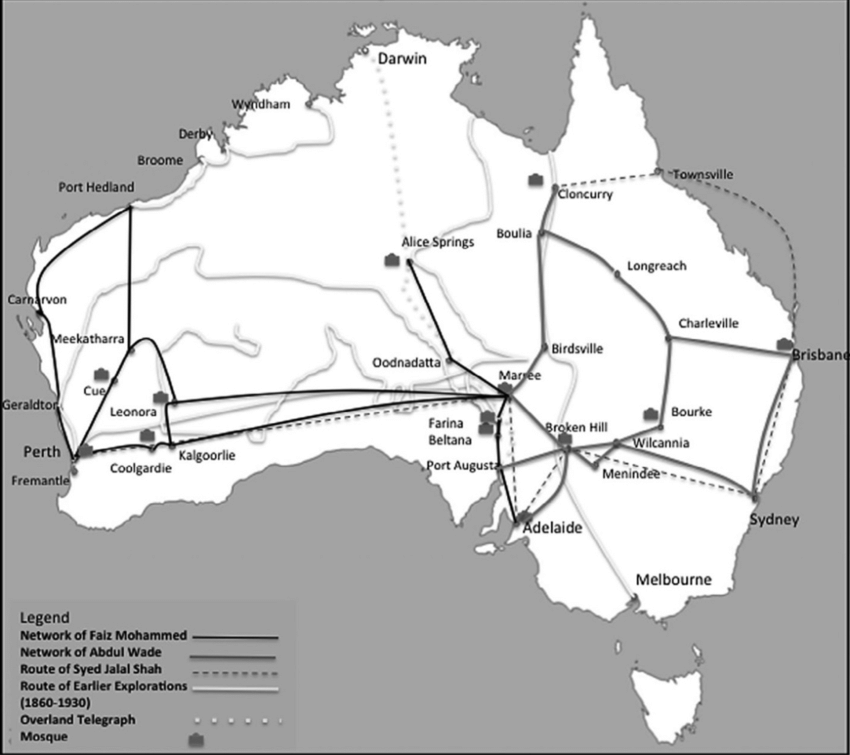 Darwin
Wyndham
Derby
Broome
Port Hedland
Townsville
Cloncurry
Boulia
Alice Springs
Longreach
Carnarvon
Charleville
Meekatharra
Birdsville
Brisbane
Oodnadatta
Marree
Cue
Geraldton
Leonora
Bourke
Farina
Broken Hill
Beltana
Wilcannia
Perth
Kalgoorlie
Coolgardie
Port Augusta
Menindee
Fremantle
Sydney
Adelaide
Melbourne
Legend
Network of Faiz Mohammed
Network of Abdul Wade
Route of Syed Jalal Shah
Route of Earlier Explorations
(1860-1930)
Overland Telegraph
Mosque